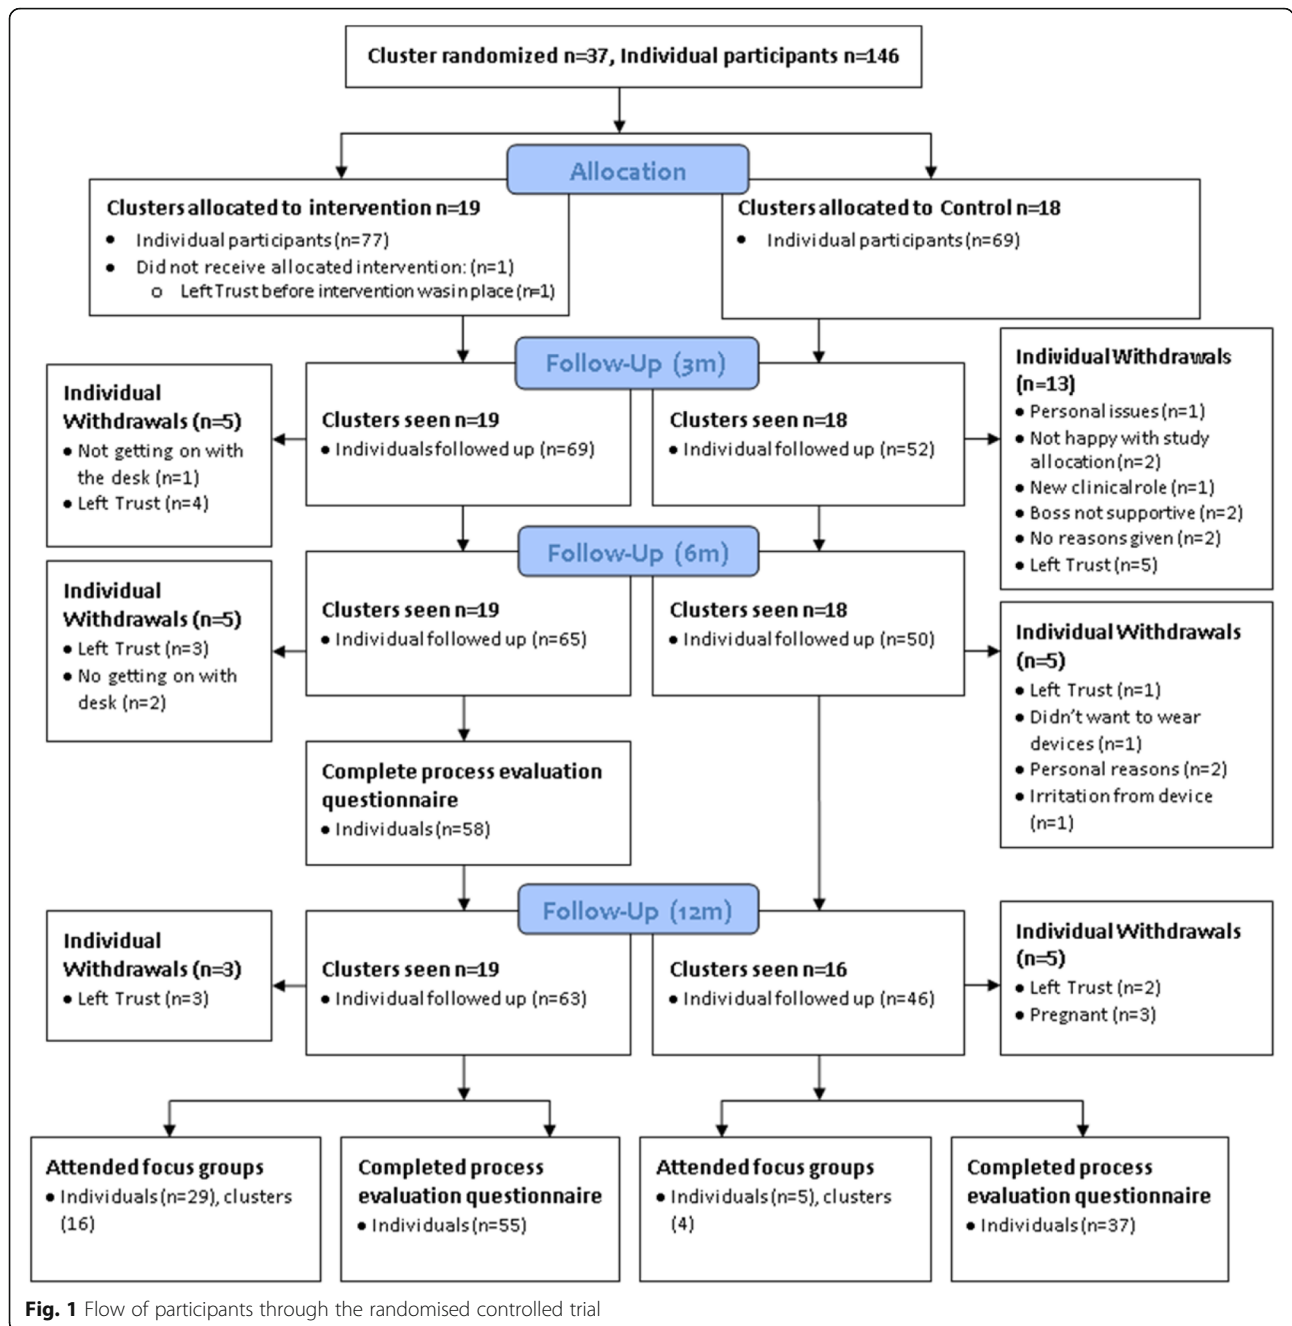 Cluster randomized n=37, Individual participants n=146
Allocation
Clusters allocated to intervention n=19
• Individual participants (n=77)
• Did not receive allocated intervention: (n=1)
o Left Trust before intervention was in place (n=1)
Clusters allocated to Control n=18
• Individual participants (n=69)
Follow-Up (3m)
Individual
Withdrawals (n=5)
• Not getting on with
the desk (n=1)
• Left Trust (n=4)
Clusters seen n=19
• Individuals followed up (n=69)
Clusters seen n=18
• Individual followed up (n=52)
Individual Withdrawals
(n=13)
• Personal issues (n=1)
• Not happy with study
allocation (n=2)
• New clinical role (n=1)
• Boss not supportive (n=2)
• No reasons given (n=2)
• Left Trust (n=5)
Follow-Up (6m)
Individual
Withdrawals (n=5)
• Left Trust (n=3)
• No getting on with
desk (n=2)
Clusters seen n=19
• Individual followed up (n=65)
Clusters seen n=18
• Individual followed up (n=50)
Individual Withdrawals
(n=5)
• Left Trust (n=1)
• Didn't want to wear
devices (n=1)
• Personal reasons (n=2)
• Irritation from device
(n=1)
Complete process evaluation
questionnaire
• Individuals (n=58)
Follow-Up (12m)
Individual
Withdrawals (n=3)
• Left Trust (n=3)
Clusters seen n=19
• Individual followed up (n=63)
Clusters seen n=16
• Individual followed up (n=46)
Individual Withdrawals
(n=5)
• Left Trust (n=2)
• Pregnant (n=3)
Attended focus groups
• Individuals (n=29), clusters
(16)
Completed process
evaluation questionnaire
• Individuals (n=55)
Attended focus groups
• Individuals (n=5), clusters
(4)
Completed process
evaluation questionnaire
• Individuals (n=37)
Fig. 1 Flow of participants through the randomised controlled trial